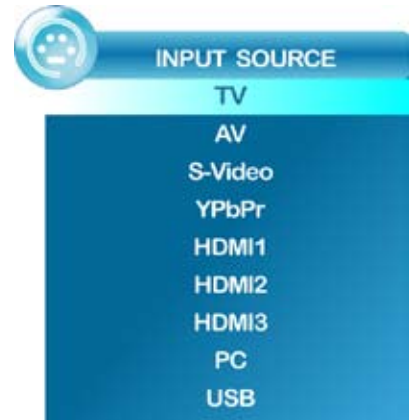 INPUT SOURCE
TV
AV
S-Video
YPbPr
HDMI1
HDMI2
HDMI3
PC
USB